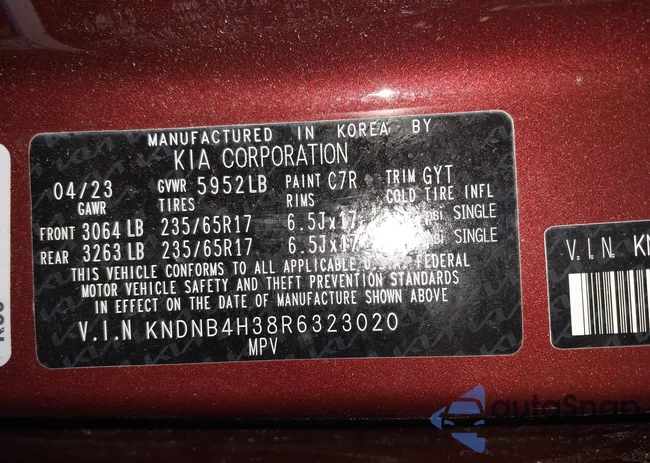 MANUFACTURED IN KOREA BY
KIA CORPORATION
04/23 GVWR 5952LB PAINT C7R TRIM GYT
GAWR TIRES RIMS COLD TIRE INFL
FRONT 3064 LB 235/65R17 6.5Jx17 psi SINGLE
REAR 3263 LB 235/65R17 6.5Jx17 psi SINGLE
THIS VEHICLE CONFORMS TO ALL APPLICABLE U.S. FEDERAL
MOTOR VEHICLE SAFETY AND THEFT PREVENTION STANDARDS
IN EFFECT ON THE DATE OF MANUFACTURE SHOWN ABOVE
V.I.N KNDNB4H38R6323020
MPV
V.I.N. KN
autoSnap